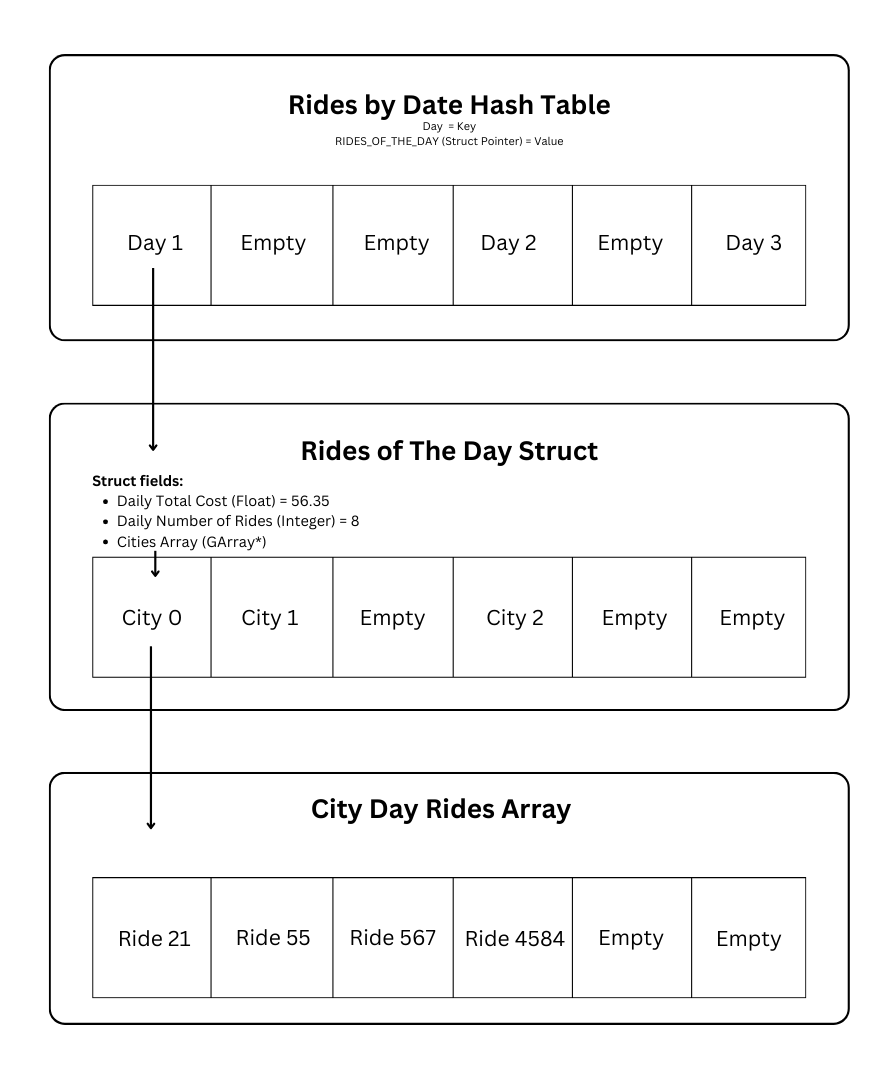 Rides by Date Hash Table
Day = Key
RIDES_OF_THE_DAY (Struct Pointer) = Value
Day 1 Empty Empty Day 2 Empty Day 3
Rides of The Day Struct
Struct fields:
• Daily Total Cost (Float) = 56.35
• Daily Number of Rides (Integer) = 8
• Cities Array (GArray*)
City 0 City 1 Empty City 2 Empty Empty
City Day Rides Array
Ride 21 Ride 55 Ride 567 Ride 4584 Empty Empty